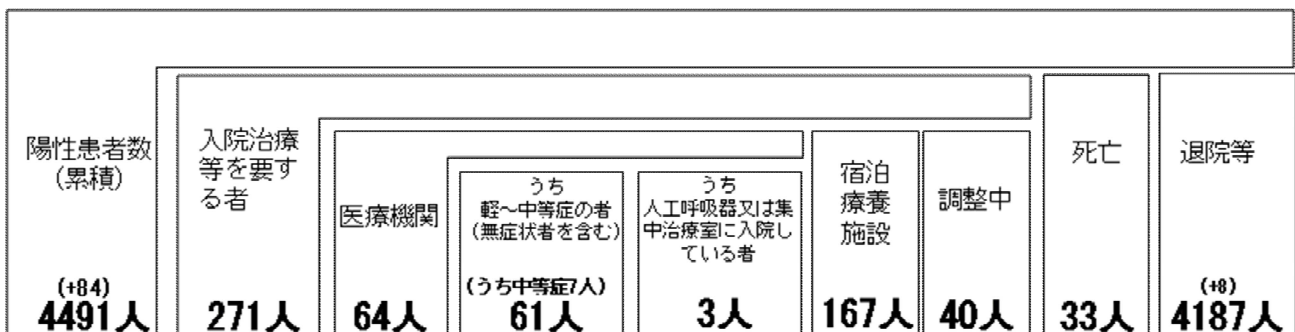 陽性患者数
(累積)
(+84)
4491人
入院治療
等を要す
る者
271人
医療機関
64人
うち
軽～中等症の者
(無症状者を含む)
(うち中等症7人)
61人
うち
人工呼吸器又は集
中治療室に入院し
ている者
3人
宿泊
療養
施設
167人
調整中
40人
死亡
33人
退院等
(+8)
4187人